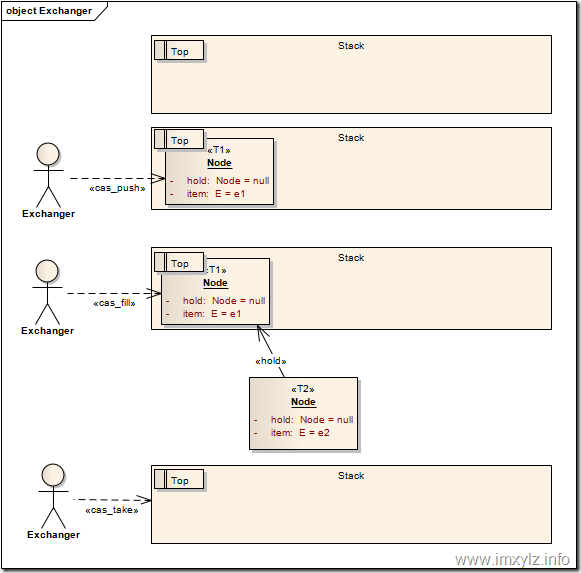 object Exchanger
Stack
Top
Stack
Top
«T1»
Node
- hold: Node = null
- item: E = e1
«cas_push»
Exchanger
Stack
Top
«T1»
Node
- hold: Node = null
- item: E = e1
«cas_fill»
Exchanger
«hold»
«T2»
Node
- hold: Node = null
- item: E = e2
Stack
Top
«cas_take»
Exchanger
www.imxylz.info